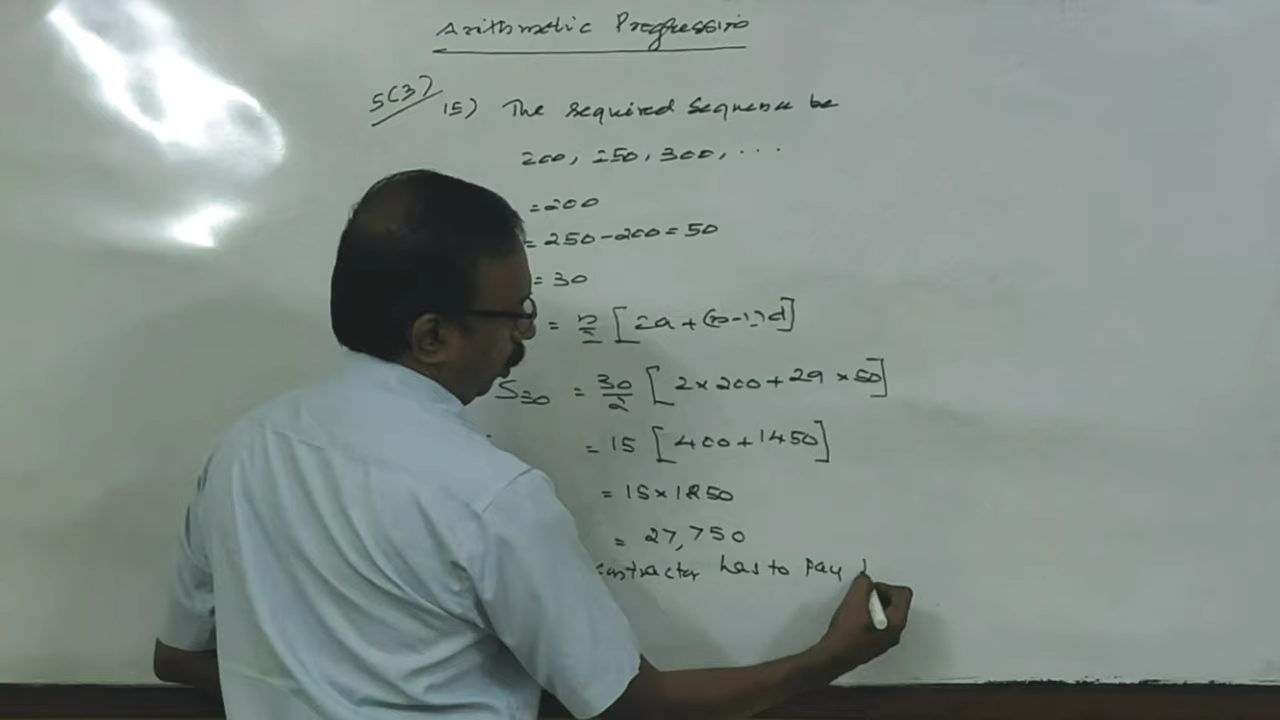 Arithmetic Progression
5(3)
15) The required sequence be
200, 250, 300, ...
= 200
= 250 - 200 = 50
= 30
= n/2 [2a + (n-1)d]
S30 = 30/2 [2 × 200 + 29 × 50]
= 15 [400 + 1450]
= 15 × 1850
= 27,750
contractor has to pay